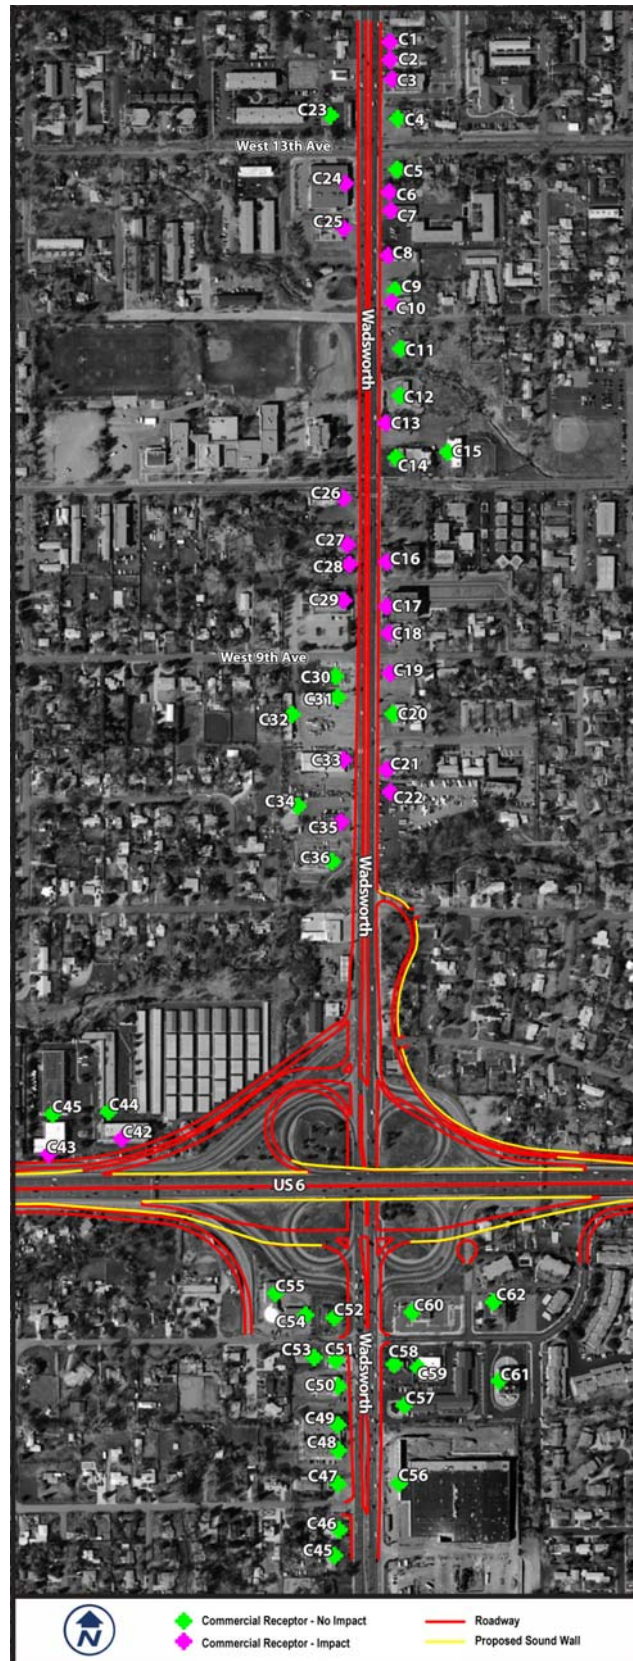 C1
C2
C3
C23
C4
West 13th Ave
C5
C24
C6
C7
C25
C8
C9
C10
Wadsworth
C11
C12
C13
C15
C14
C26
C27
C28
C16
C29
C17
C18
West 9th Ave
C19
C30
C31
C32
C20
C33
C21
C22
C34
C35
C36
Wadsworth
C45
C44
C42
C43
US 6
C55
C62
C54
C52
C60
C53
C51
C58
C59
C50
C61
Wadsworth
C57
C49
C48
C47
C56
C46
C45
N
Commercial Receptor - No Impact
Roadway
Commercial Receptor - Impact
Proposed Sound Wall